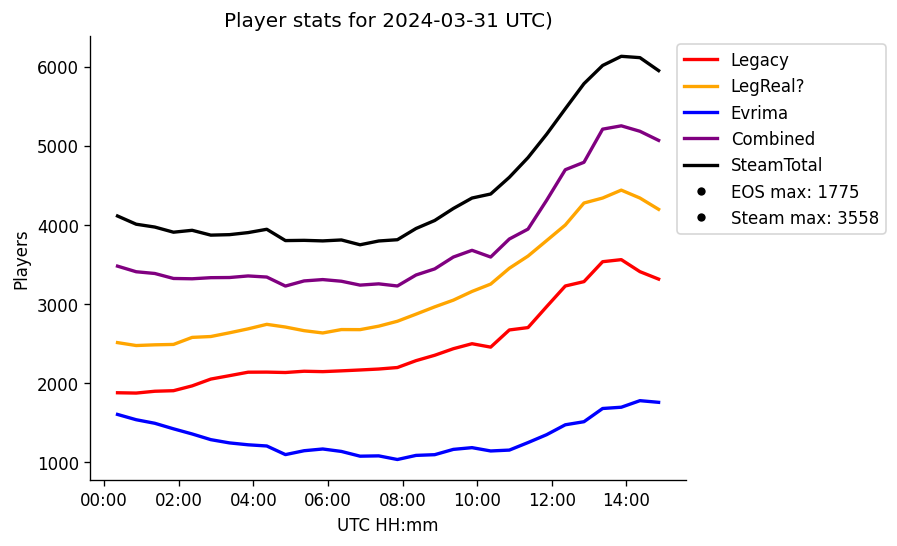 Player stats for 2024-03-31 UTC)
Players
6000
5000
4000
3000
2000
1000
00:00 02:00 04:00 06:00 08:00 10:00 12:00 14:00
UTC HH:mm
Legacy
LegReal?
Evrima
Combined
SteamTotal
EOS max: 1775
Steam max: 3558